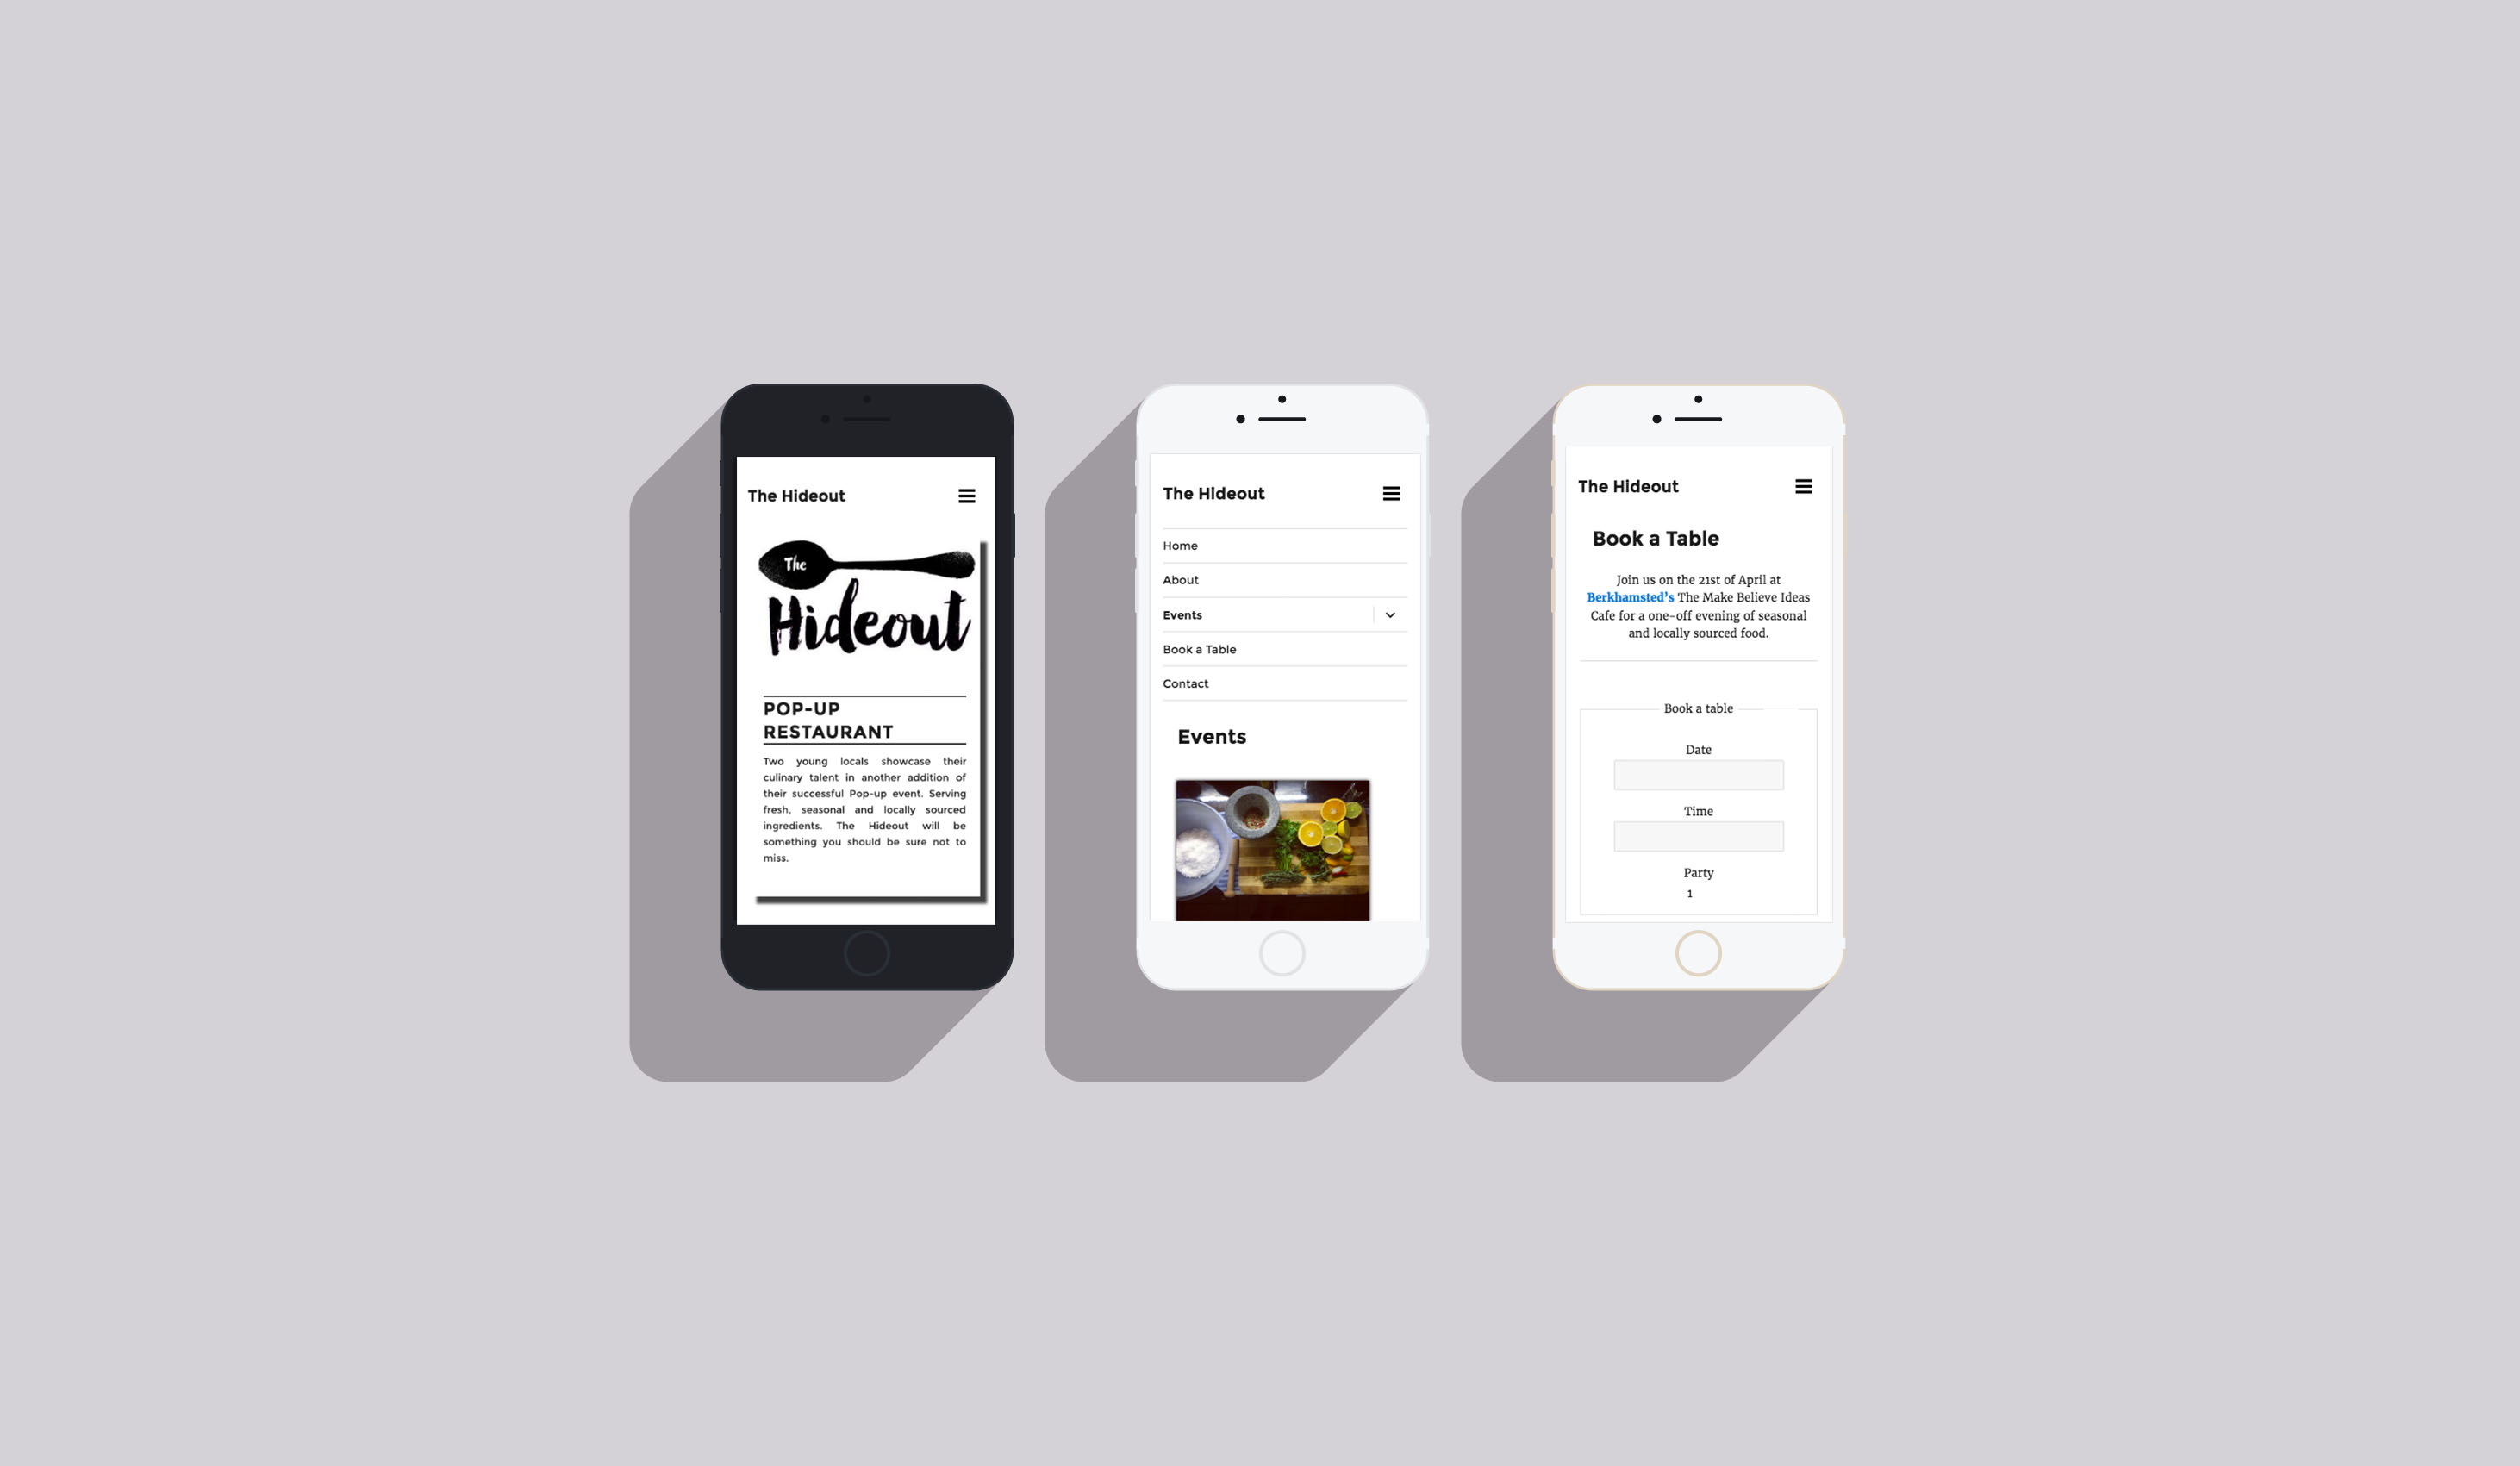 The Hideout
The
Hideout
POP-UP
RESTAURANT
Two young locals showcase their
culinary talent in another addition of
their successful Pop-up event. Serving
fresh, seasonal and locally sourced
ingredients. The Hideout will be
something you should be sure not to
miss.
The Hideout
Home
About
Events
Book a Table
Contact
Events
The Hideout
Book a Table
Join us on the 21st of April at
Berkhamsted's The Make Believe Ideas
Cafe for a one-off evening of seasonal
and locally sourced food.
Book a table
Date
Time
Party
1